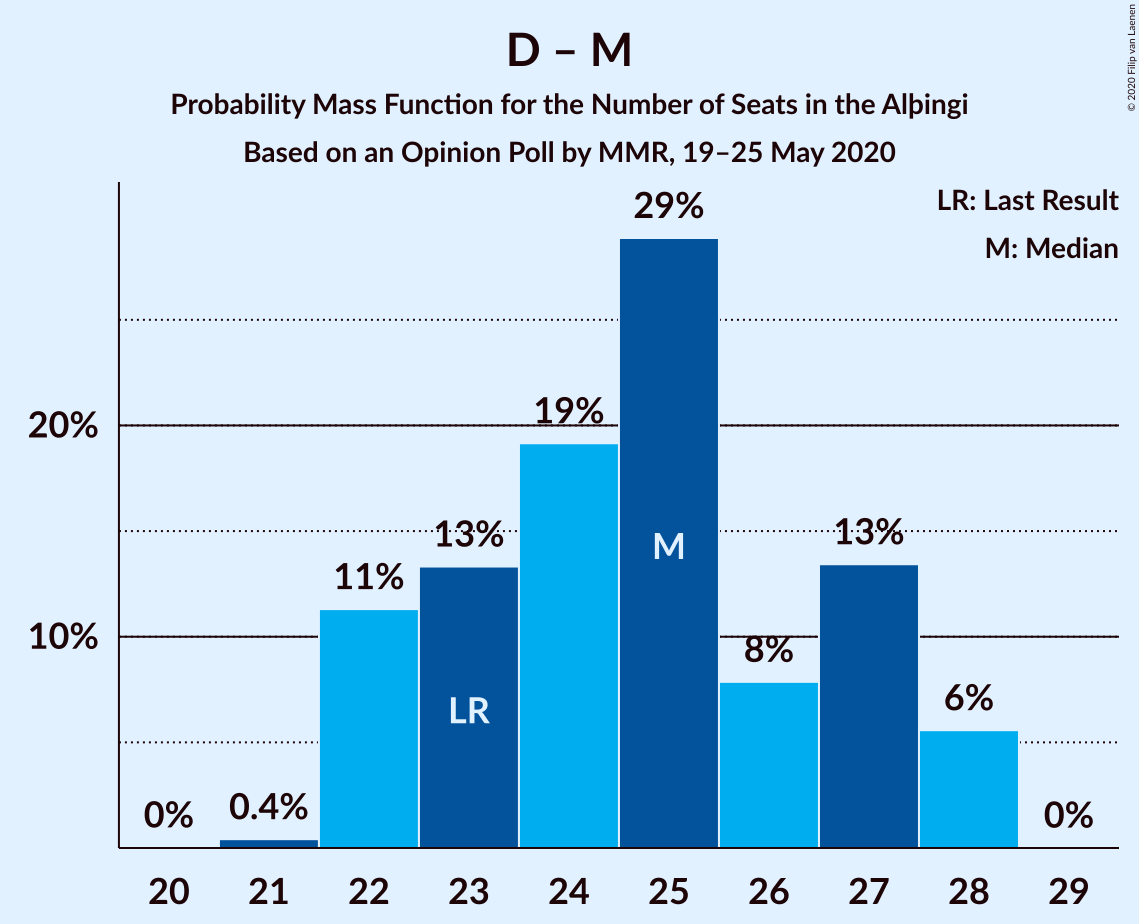 D – M
Probability Mass Function for the Number of Seats in the Alþingi
Based on an Opinion Poll by MMR, 19–25 May 2020
© 2020 Filip van Laenen
LR: Last Result
M: Median
29%
20%
19%
13%
13%
M
11%
10%
8%
LR
6%
0%
0.4%
0%
20 21 22 23 24 25 26 27 28 29